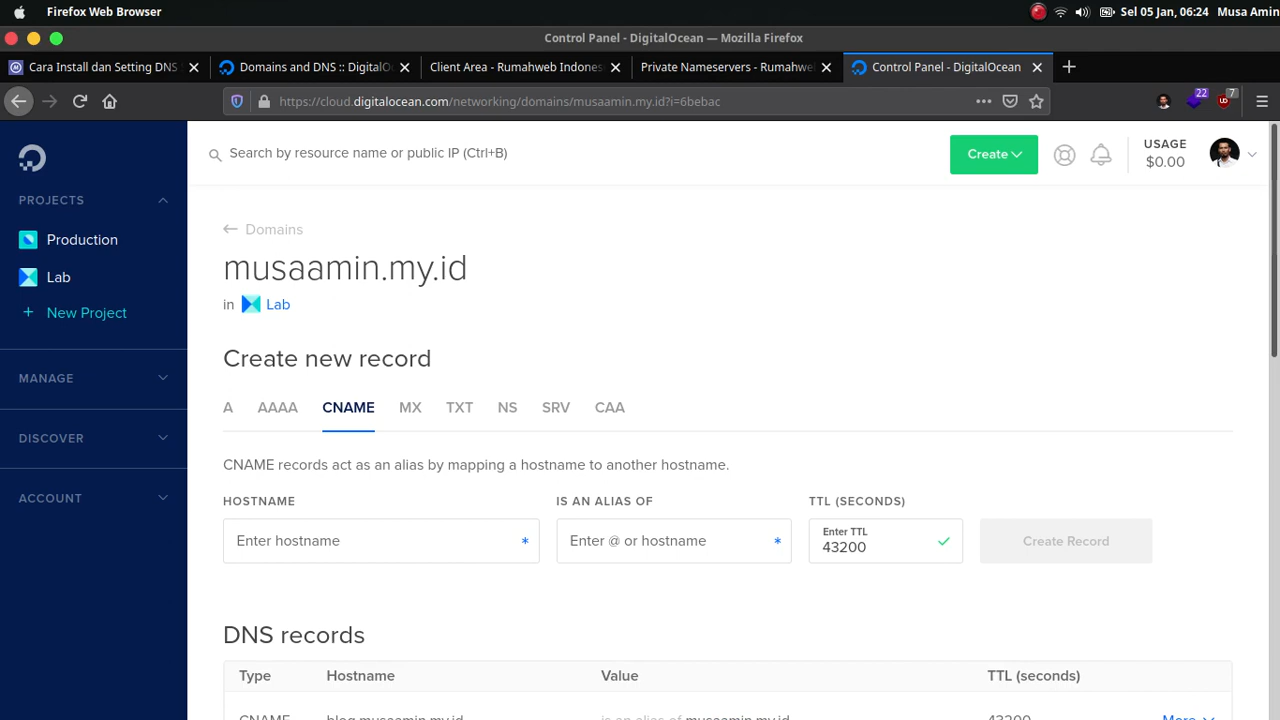 Firefox Web Browser
Sel 05 Jan, 06:24 Musa Amin
Control Panel - DigitalOcean — Mozilla Firefox
Cara Install dan Setting DNS
Domains and DNS :: DigitalO
Client Area - Rumahweb Indones
Private Nameservers - Rumahwe
Control Panel - DigitalOcean
https://cloud.digitalocean.com/networking/domains/musaamin.my.id?i=6bebac
22
7
Search by resource name or public IP (Ctrl+B)
Create
USAGE
$0.00
PROJECTS
Production
Lab
+ New Project
MANAGE
DISCOVER
ACCOUNT
← Domains
musaamin.my.id
in Lab
Create new record
A AAAA CNAME MX TXT NS SRV CAA
CNAME records act as an alias by mapping a hostname to another hostname.
HOSTNAME IS AN ALIAS OF TTL (SECONDS)
Enter hostname *
Enter @ or hostname *
Enter TTL
43200
Create Record
DNS records
Type Hostname Value TTL (seconds)
CNAME blog.musaamin.my.id is an alias of musaamin.my.id 43200 More